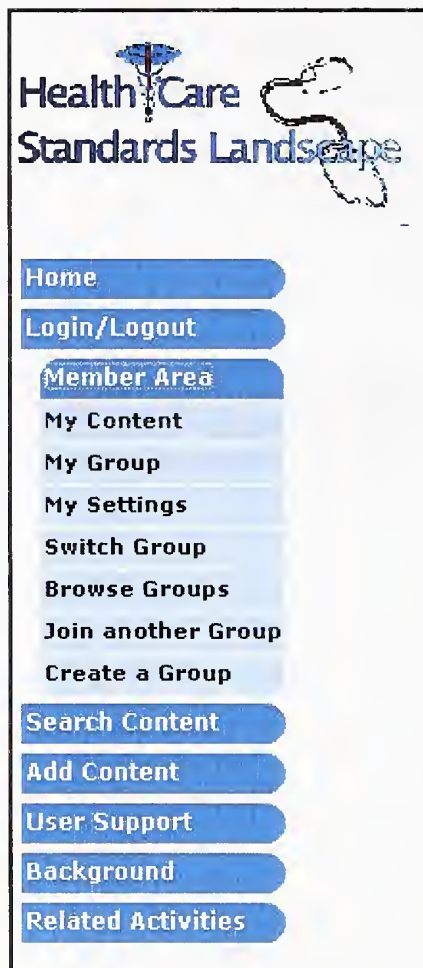 Health Care
Standards Landscape
Home
Login/Logout
Member Area
My Content
My Group
My Settings
Switch Group
Browse Groups
Join another Group
Create a Group
Search Content
Add Content
User Support
Background
Related Activities